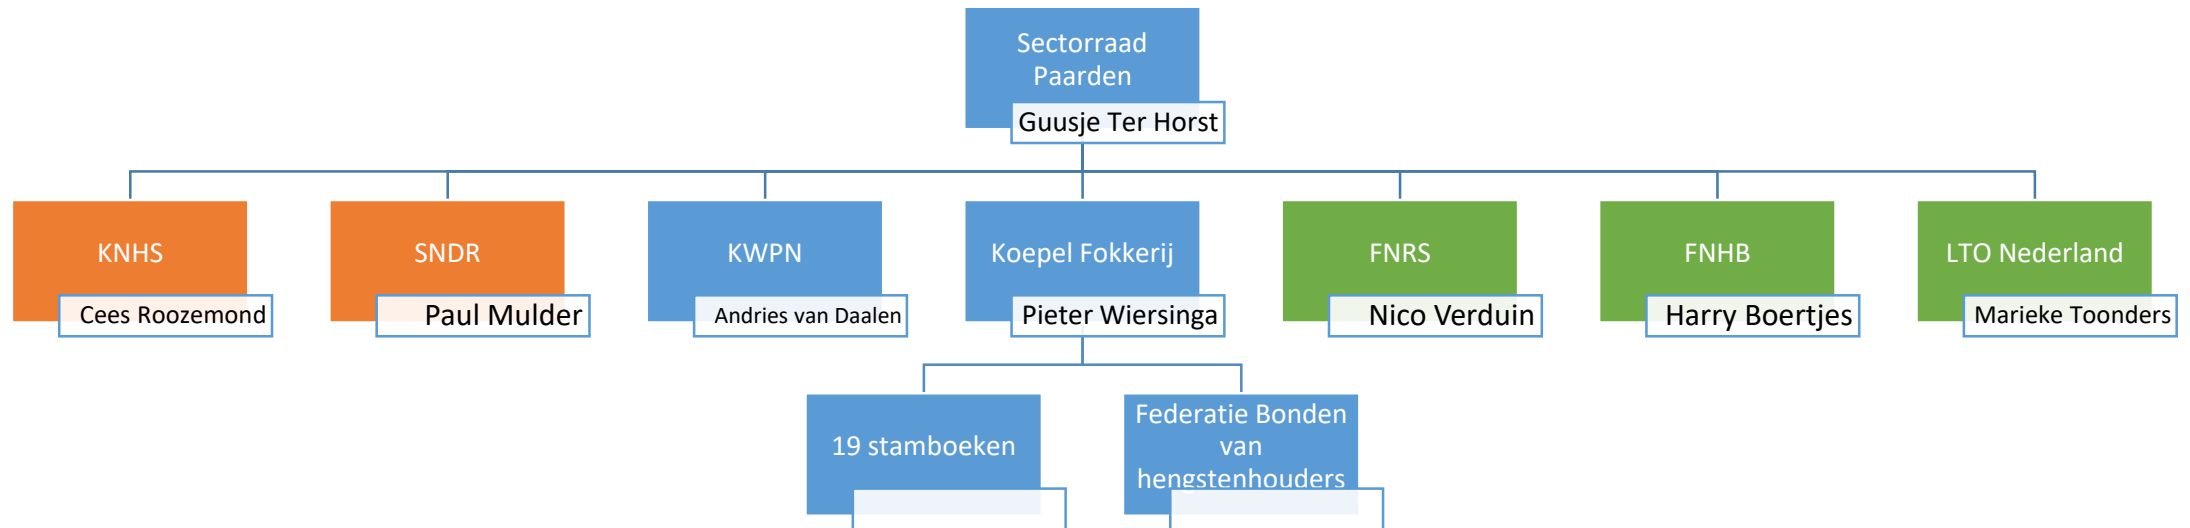 Sectorraad
Paarden
Guusje Ter Horst
KNHS
Cees Roozemond
SNDR
Paul Mulder
KWPN
Andries van Daalen
Koepel Fokkerij
Pieter Wiersinga
FNRS
Nico Verduin
FNHB
Harry Boertjes
LTO Nederland
Marieke Toonders
19 stamboeken
Federatie Bonden
van
hengstenhouders